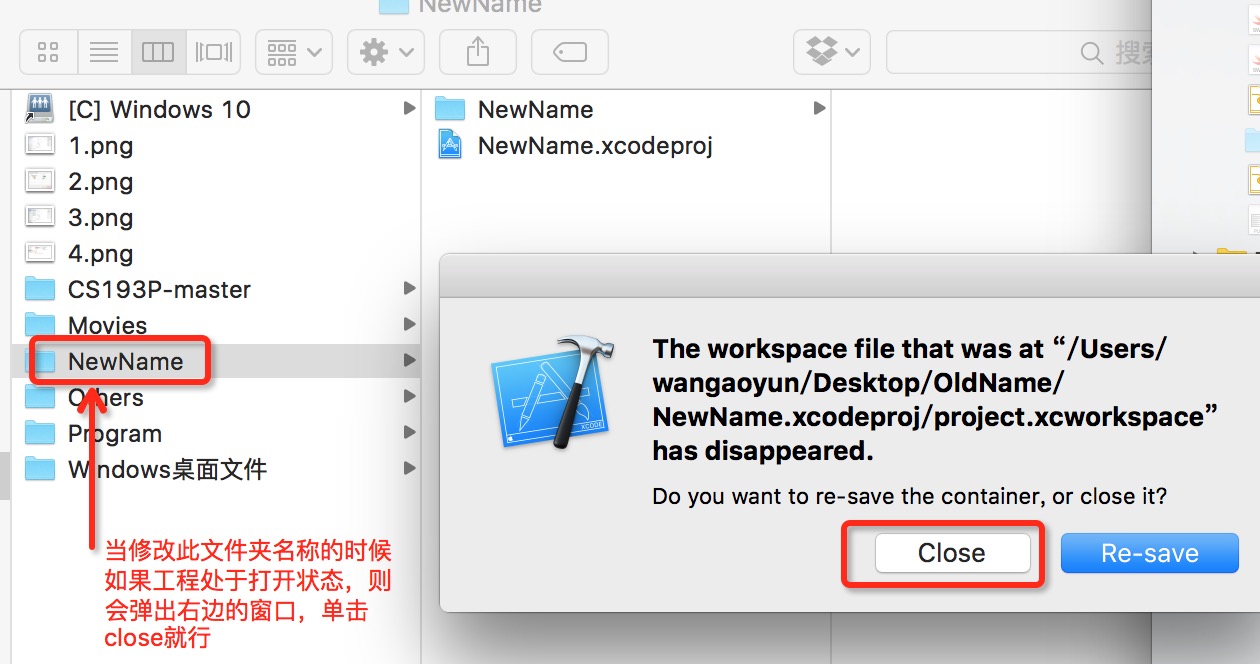 NewName
搜索
[C] Windows 10
1.png
2.png
3.png
4.png
CS193P-master
Movies
NewName
Others
Program
Windows桌面文件
NewName
NewName.xcodeproj
当修改此文件夹名称的时候
如果工程处于打开状态，则
会弹出右边的窗口，单击
close就行
The workspace file that was at “/Users/
wangaoyun/Desktop/OldName/
NewName.xcodeproj/project.xcworkspace”
has disappeared.
Do you want to re-save the container, or close it?
Close
Re-save